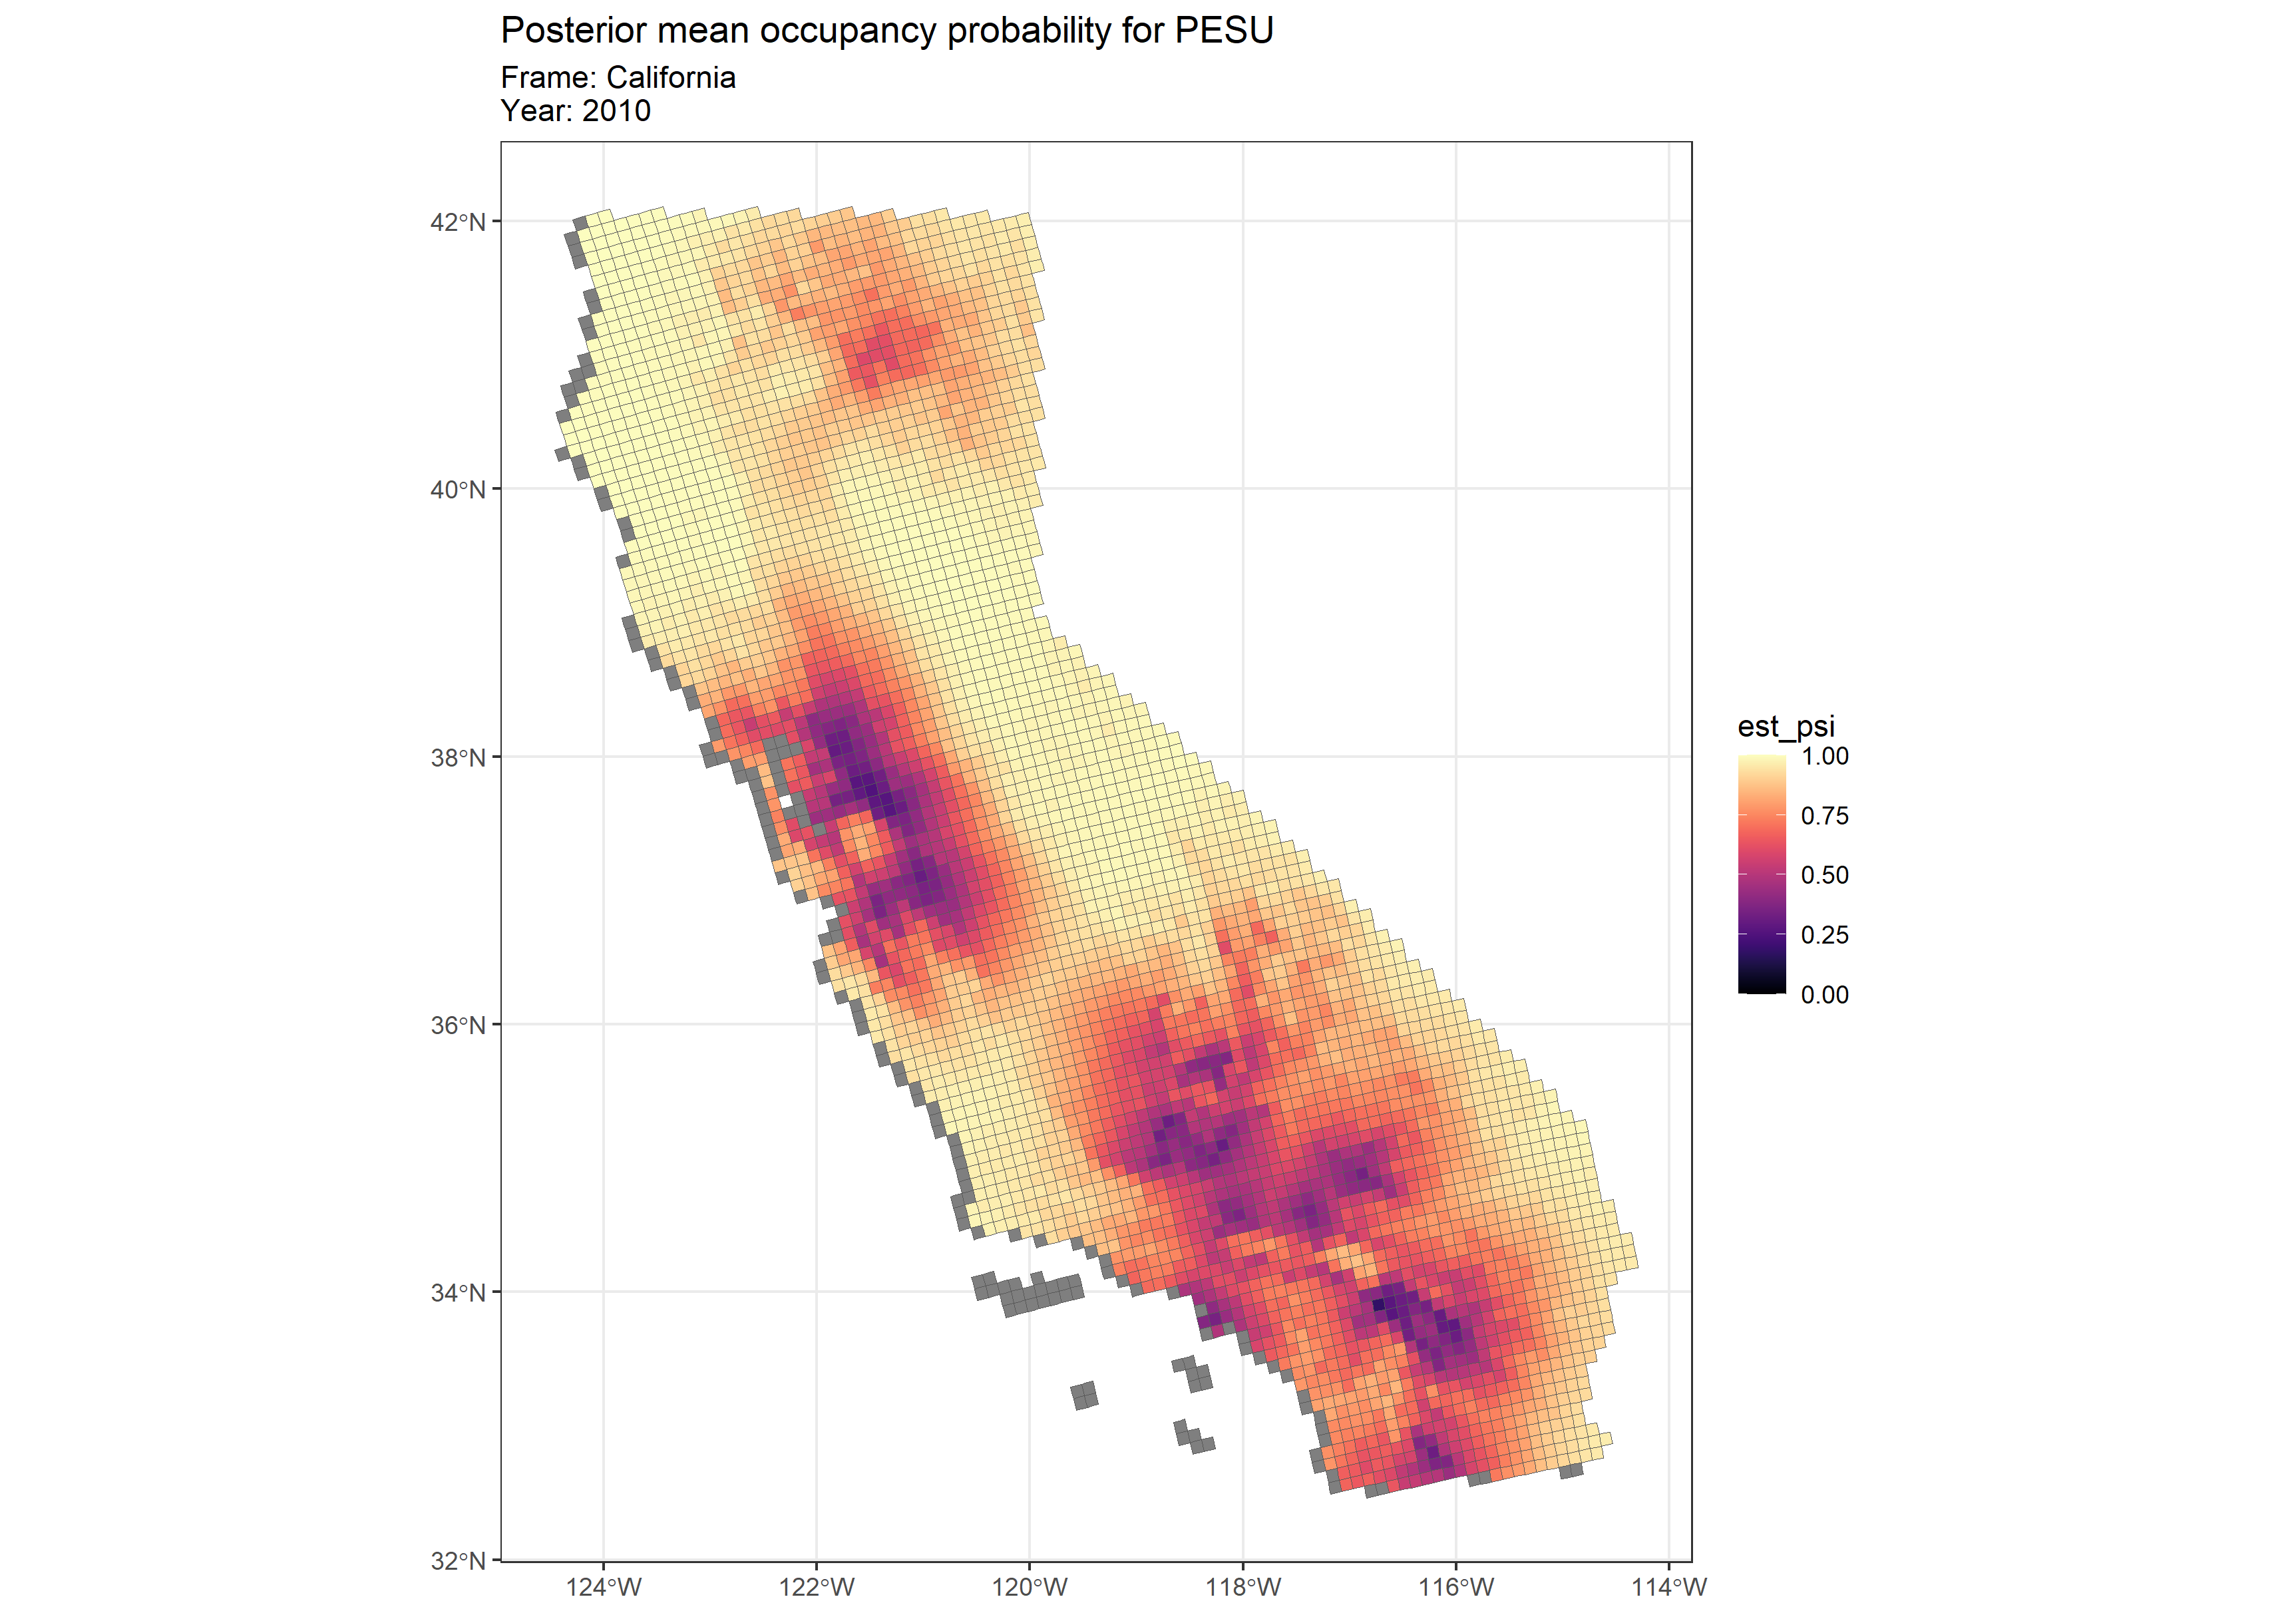 Posterior mean occupancy probability for PESU
Frame: California
Year: 2010
42°N
40°N
38°N
36°N
34°N
32°N
124°W 122°W 120°W 118°W 116°W 114°W
est_psi
1.00
0.75
0.50
0.25
0.00